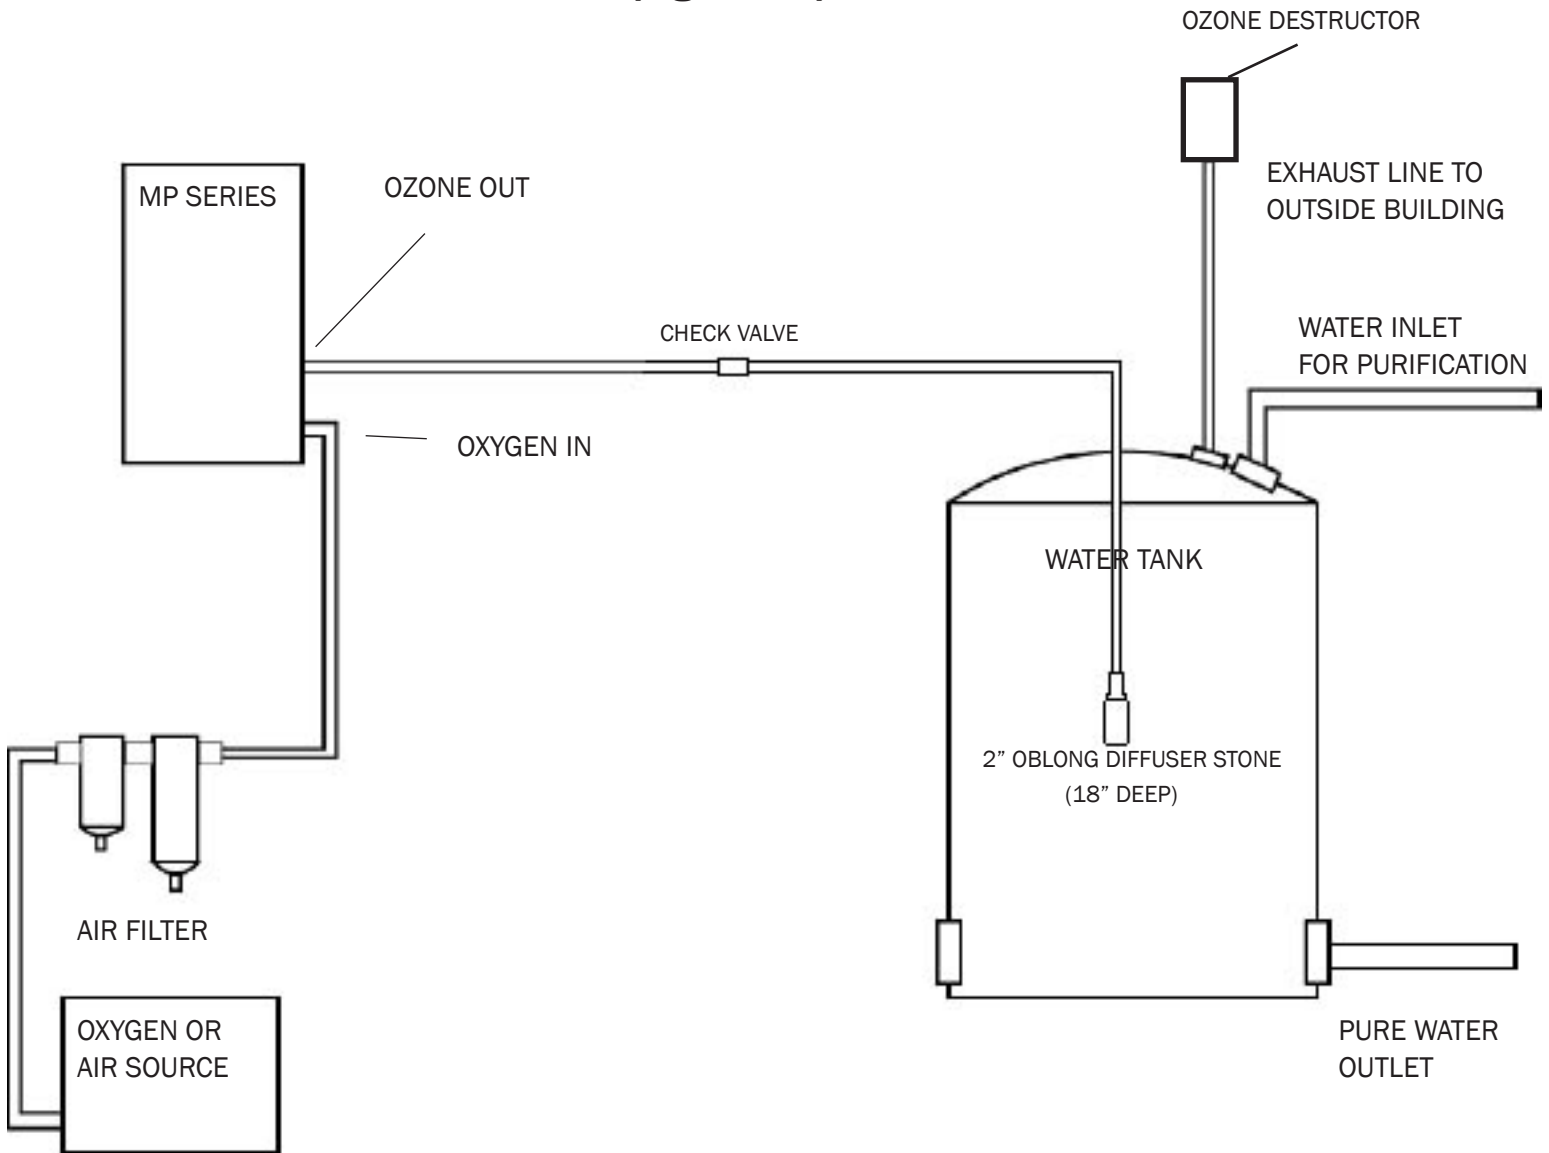 OZONE DESTRUCTOR
MP SERIES
OZONE OUT
EXHAUST LINE TO
OUTSIDE BUILDING
CHECK VALVE
WATER INLET
FOR PURIFICATION
OXYGEN IN
WATER TANK
2” OBLONG DIFFUSER STONE
(18” DEEP)
AIR FILTER
OXYGEN OR
AIR SOURCE
PURE WATER
OUTLET